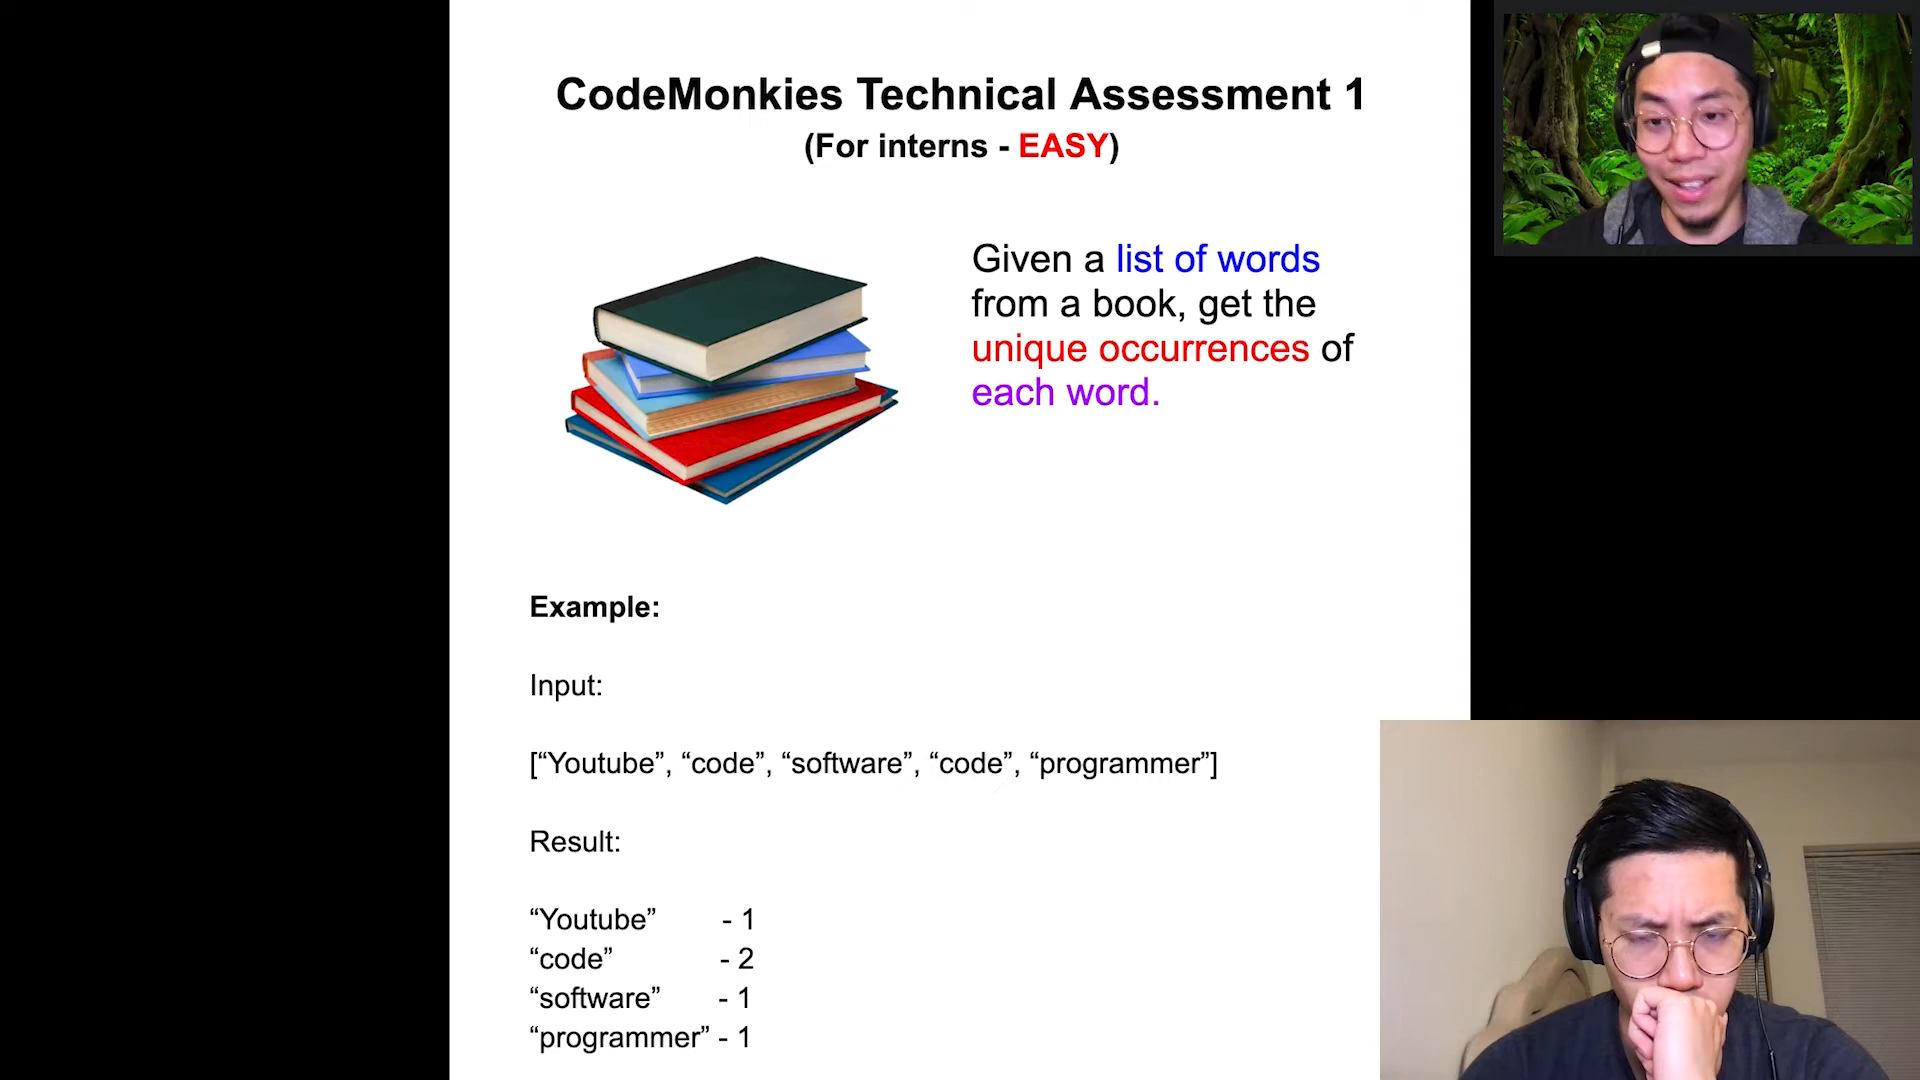 CodeMonkies Technical Assessment 1
(For interns - EASY)
Given a list of words
from a book, get the
unique occurrences of
each word.
Example:
Input:
[“Youtube”, “code”, “software”, “code”, “programmer”]
Result:
“Youtube” - 1
“code” - 2
“software” - 1
“programmer” - 1